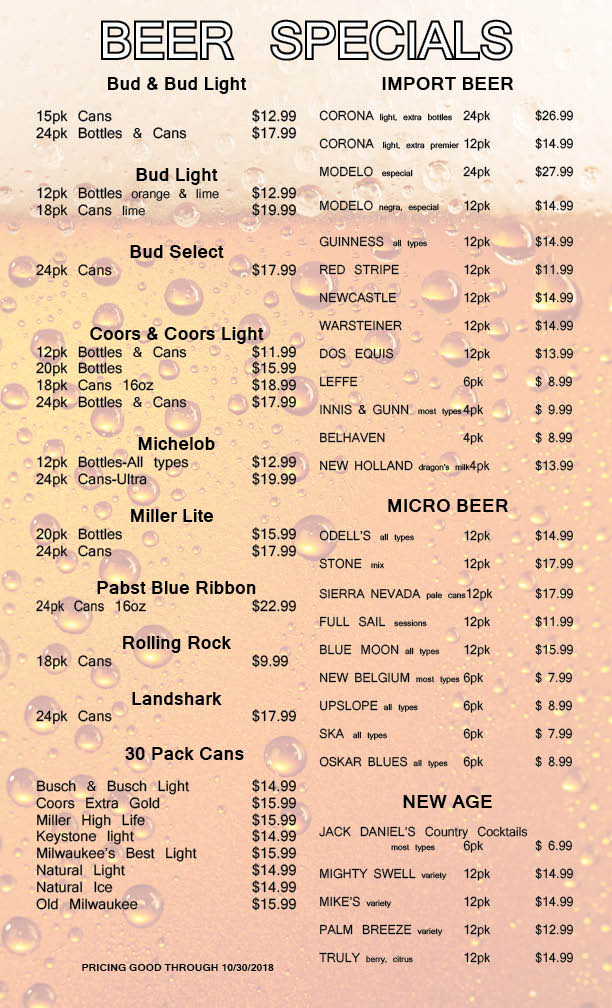 BEER SPECIALS
Bud & Bud Light
15pk Cans $12.99
24pk Bottles & Cans $17.99
Bud Light
12pk Bottles orange & lime $12.99
18pk Cans lime $19.99
Bud Select
24pk Cans $17.99
Coors & Coors Light
12pk Bottles & Cans $11.99
20pk Bottles $15.99
18pk Cans 16oz $18.99
24pk Bottles & Cans $17.99
Michelob
12pk Bottles-All types $12.99
24pk Cans-Ultra $19.99
Miller Lite
20pk Bottles $15.99
24pk Cans $17.99
Pabst Blue Ribbon
24pk Cans 16oz $22.99
Rolling Rock
18pk Cans $9.99
Landshark
24pk Cans $17.99
30 Pack Cans
Busch & Busch Light $14.99
Coors Extra Gold $15.99
Miller High Life $15.99
Keystone light $14.99
Milwaukee's Best Light $15.99
Natural Light $14.99
Natural Ice $14.99
Old Milwaukee $15.99
PRICING GOOD THROUGH 10/30/2018
IMPORT BEER
CORONA light, extra bottles 24pk $26.99
CORONA light, extra premier 12pk $14.99
MODELO especial 24pk $27.99
MODELO negra, especial 12pk $14.99
GUINNESS all types 12pk $14.99
RED STRIPE 12pk $11.99
NEWCASTLE 12pk $14.99
WARSTEINER 12pk $14.99
DOS EQUIS 12pk $13.99
LEFFE 6pk $ 8.99
INNIS & GUNN most types 4pk $ 9.99
BELHAVEN 4pk $ 8.99
NEW HOLLAND dragon's milk 4pk $13.99
MICRO BEER
ODELL'S all types 12pk $14.99
STONE mix 12pk $17.99
SIERRA NEVADA pale cans 12pk $17.99
FULL SAIL sessions 12pk $11.99
BLUE MOON all types 12pk $15.99
NEW BELGIUM most types 6pk $ 7.99
UPSLOPE all types 6pk $ 8.99
SKA all types 6pk $ 7.99
OSKAR BLUES all types 6pk $ 8.99
NEW AGE
JACK DANIEL'S Country Cocktails
most types 6pk $ 6.99
MIGHTY SWELL variety 12pk $14.99
MIKE'S variety 12pk $14.99
PALM BREEZE variety 12pk $12.99
TRULY berry, citrus 12pk $14.99